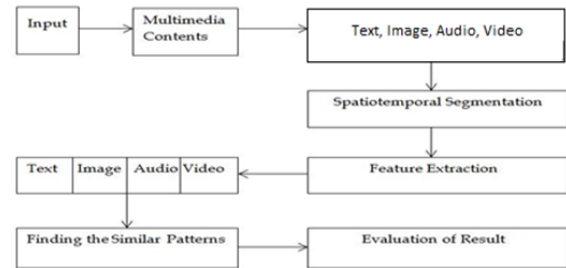 Input
Multimedia
Contents
Text, Image, Audio, Video
Spatiotemporal Segmentation
Feature Extraction
Text Image Audio Video
Finding the Similar Patterns
Evaluation of Result